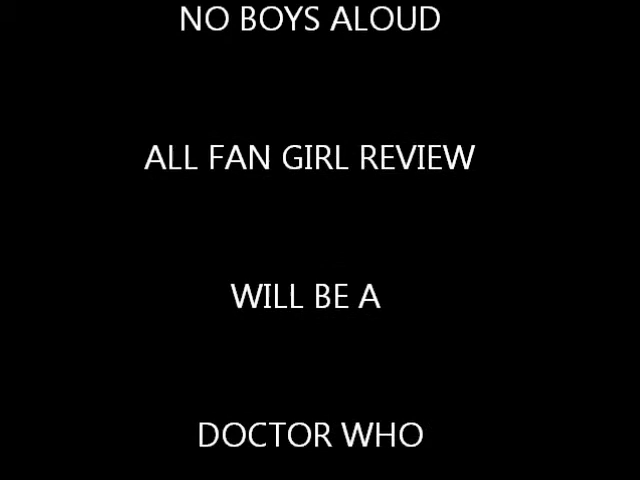 NO BOYS ALOUD
ALL FAN GIRL REVIEW
WILL BE A
DOCTOR WHO